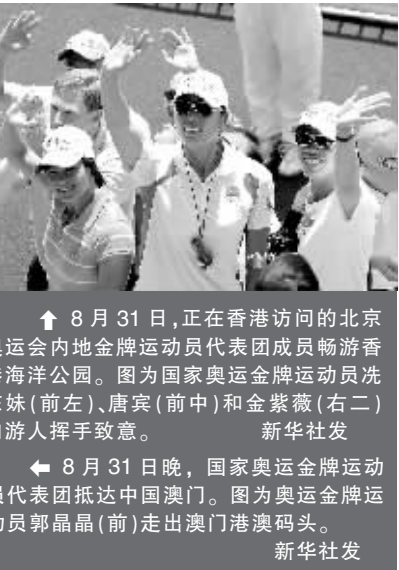 ↑ 8月31日,正在香港访问的北京
奥运会内地金牌运动员代表团成员畅游香
港海洋公园。图为国家奥运金牌运动员冼
东妹(前左)、唐宾(前中)和金紫薇(右二)
向游人挥手致意。 新华社发
← 8月31日晚，国家奥运金牌运动
员代表团抵达中国澳门。图为奥运金牌运
动员郭晶晶(前)走出澳门港澳码头。
新华社发